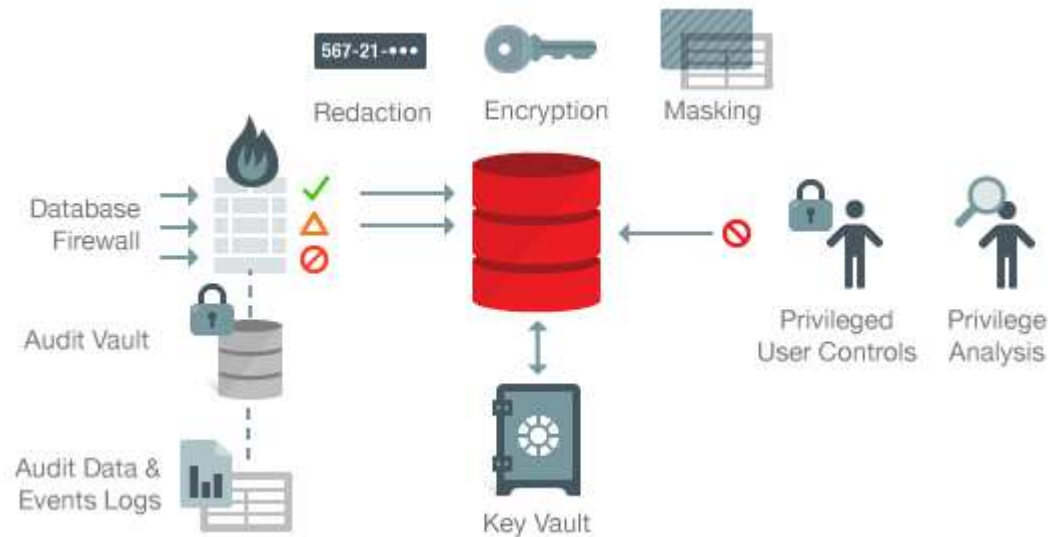 567-21-•••
Redaction
Encryption
Masking
Database
Firewall
Audit Vault
Audit Data &
Events Logs
Key Vault
Privileged
User Controls
Privilege
Analysis